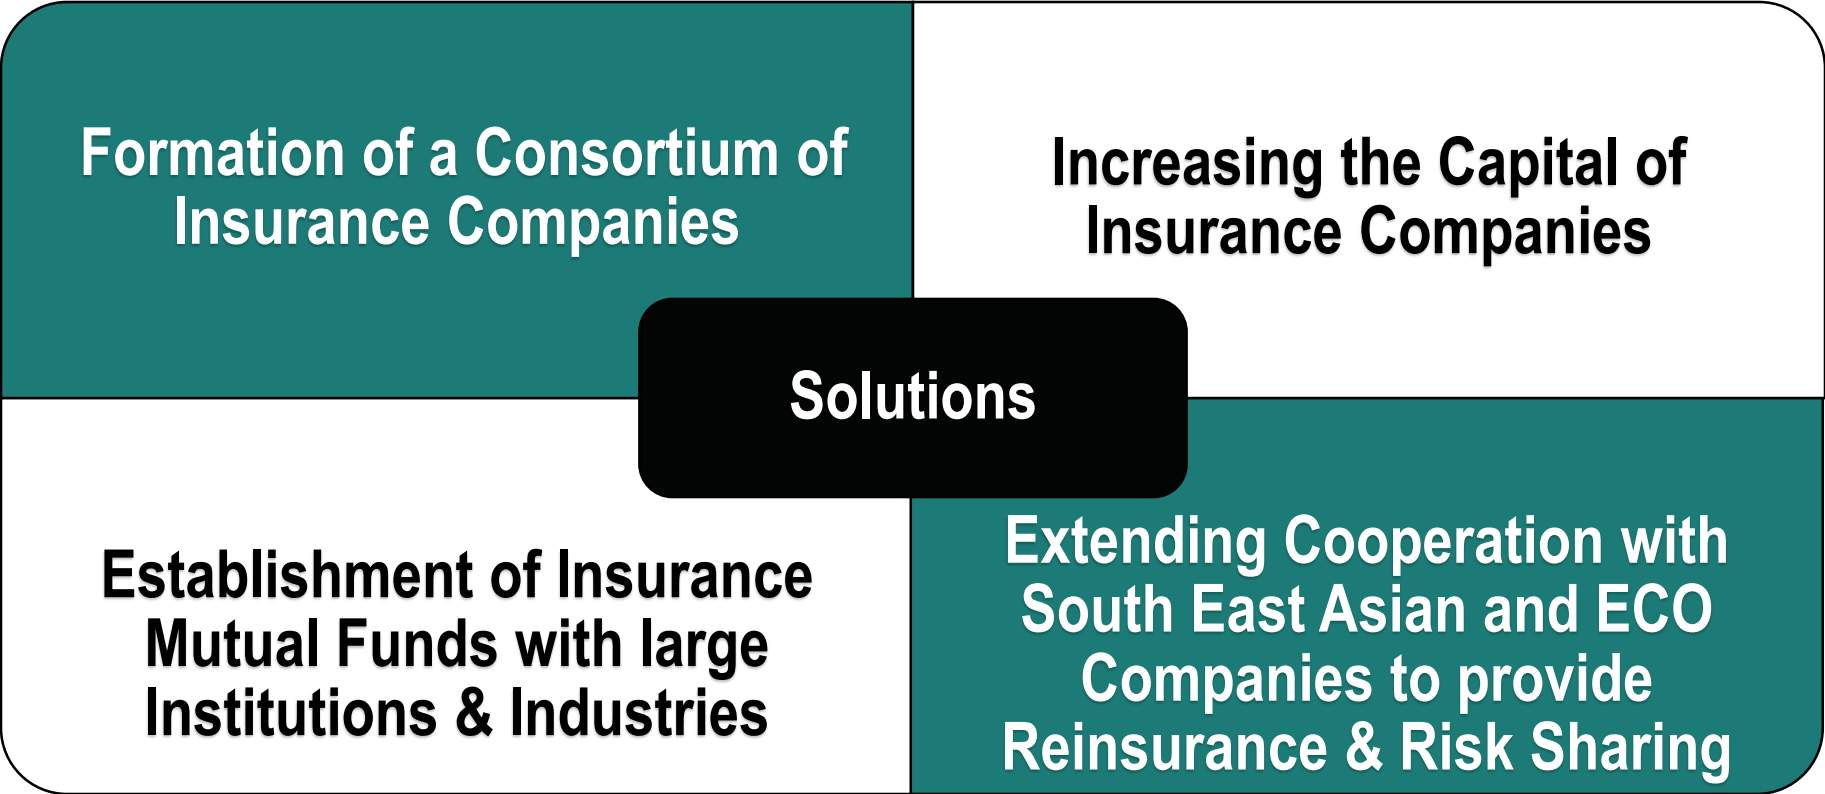 Formation of a Consortium of
Insurance Companies
Increasing the Capital of
Insurance Companies
Solutions
Establishment of Insurance
Mutual Funds with large
Institutions & Industries
Extending Cooperation with
South East Asian and ECO
Companies to provide
Reinsurance & Risk Sharing